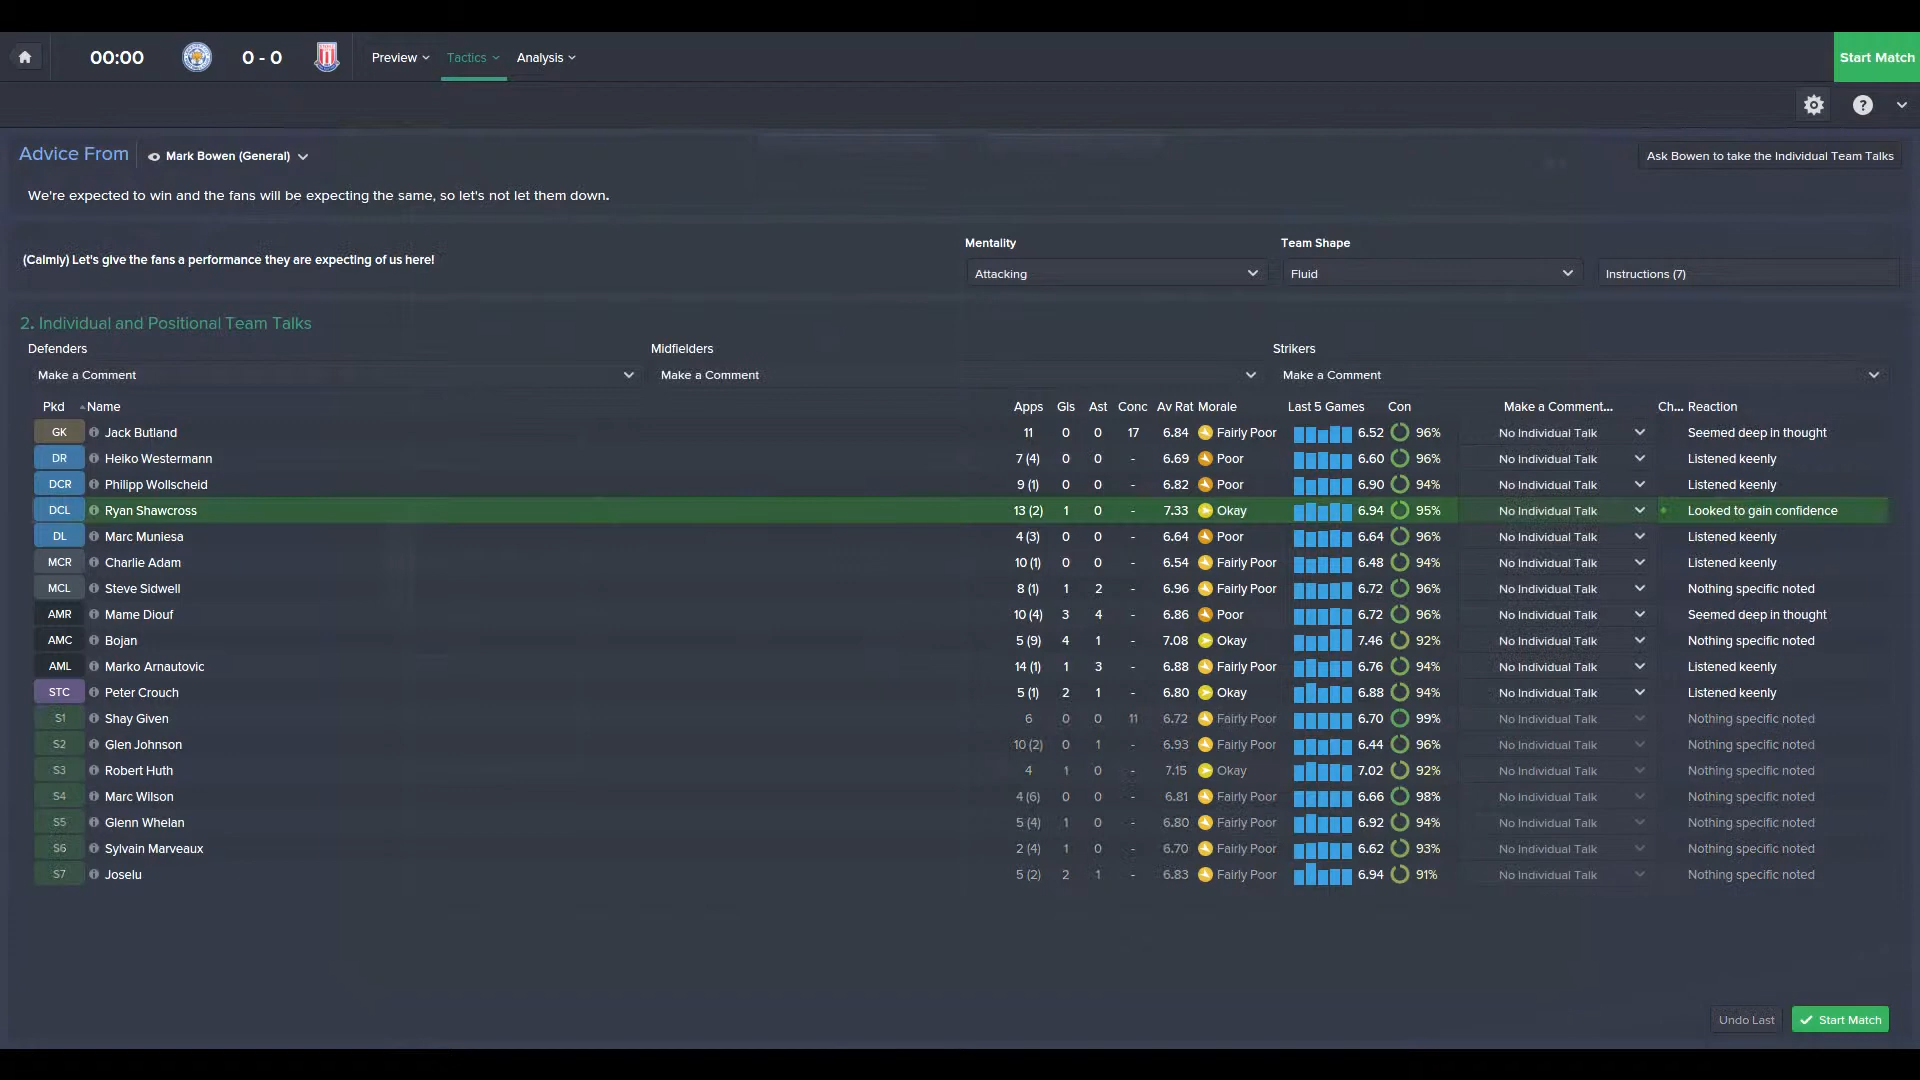 00:00 0 - 0 Preview Tactics Analysis Start Match
?
Advice From Mark Bowen (General) Ask Bowen to take the Individual Team Talks
We're expected to win and the fans will be expecting the same, so let's not let them down.
Mentality Team Shape
(Calmly) Let's give the fans a performance they are expecting of us here!
Attacking Fluid Instructions (7)
2. Individual and Positional Team Talks
Defenders Midfielders Strikers
Make a Comment Make a Comment Make a Comment
Pkd Name Apps Gls Ast Conc Av Rat Morale Last 5 Games Con Make a Comment... Ch... Reaction
GK Jack Butland 11 0 0 17 6.84 Fairly Poor 6.52 96% No Individual Talk Seemed deep in thought
DR Heiko Westermann 7 (4) 0 0 - 6.69 Poor 6.60 96% No Individual Talk Listened keenly
DCR Philipp Wollscheid 9 (1) 0 0 - 6.82 Poor 6.90 94% No Individual Talk Listened keenly
DCL Ryan Shawcross 13 (2) 1 0 - 7.33 Okay 6.94 95% No Individual Talk Looked to gain confidence
DL Marc Muniesa 4 (3) 0 0 - 6.64 Poor 6.64 96% No Individual Talk Listened keenly
MCR Charlie Adam 10 (1) 0 0 - 6.54 Fairly Poor 6.48 94% No Individual Talk Listened keenly
MCL Steve Sidwell 8 (1) 1 2 - 6.96 Fairly Poor 6.72 96% No Individual Talk Nothing specific noted
AMR Mame Diouf 10 (4) 3 4 - 6.86 Poor 6.72 96% No Individual Talk Seemed deep in thought
AMC Bojan 5 (9) 4 1 - 7.08 Okay 7.46 92% No Individual Talk Nothing specific noted
AML Marko Arnautovic 14 (1) 1 3 - 6.88 Fairly Poor 6.76 94% No Individual Talk Listened keenly
STC Peter Crouch 5 (1) 2 1 - 6.80 Okay 6.88 94% No Individual Talk Listened keenly
S1 Shay Given 6 0 0 11 6.72 Fairly Poor 6.70 99% No Individual Talk Nothing specific noted
S2 Glen Johnson 10 (2) 0 1 - 6.93 Fairly Poor 6.44 96% No Individual Talk Nothing specific noted
S3 Robert Huth 4 1 0 - 7.15 Okay 7.02 92% No Individual Talk Nothing specific noted
S4 Marc Wilson 4 (6) 0 0 - 6.81 Fairly Poor 6.66 98% No Individual Talk Nothing specific noted
S5 Glenn Whelan 5 (4) 1 0 - 6.80 Fairly Poor 6.92 94% No Individual Talk Nothing specific noted
S6 Sylvain Marveaux 2 (4) 1 0 - 6.70 Fairly Poor 6.62 93% No Individual Talk Nothing specific noted
S7 Joselu 5 (2) 2 1 - 6.83 Fairly Poor 6.94 91% No Individual Talk Nothing specific noted
Undo Last Start Match